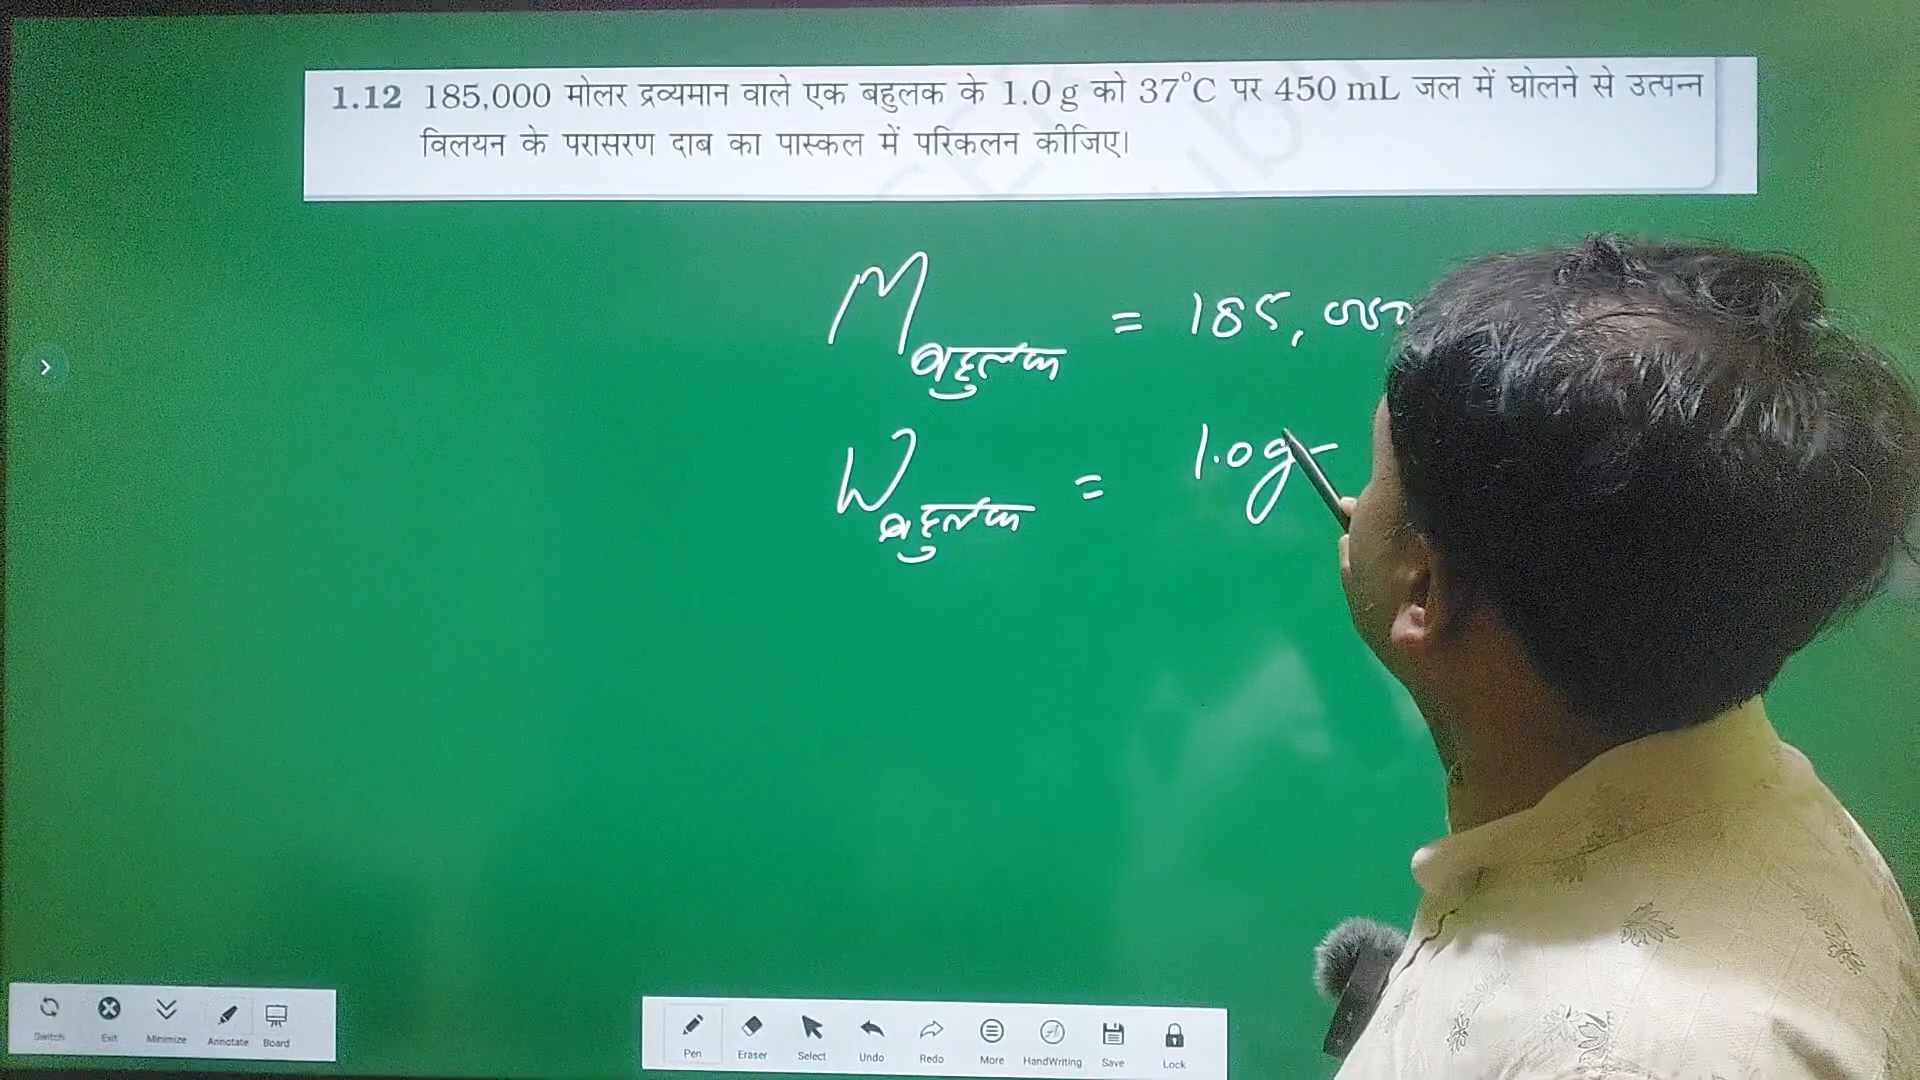 1.12 185,000 मोलर द्रव्यमान वाले एक बहुलक के 1.0 g को 37°C पर 450 mL जल में घोलने से उत्पन्न
विलयन के परासरण दाब का पास्कल में परिकलन कीजिए।
M बहुलक = 185, 000
W बहुलक = 1.0g
Switch Exit Minimize Annotate Board
Pen Eraser Select Undo Redo More HandWriting Save Lock